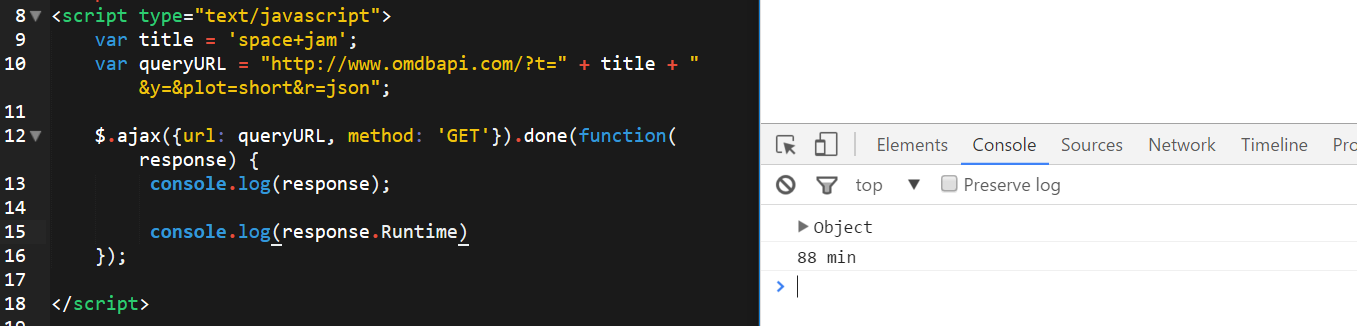 8 <script type="text/javascript">
9 var title = 'space+jam';
10 var queryURL = "http://www.omdbapi.com/?t=" + title + "
&y=&plot=short&r=json";
11
12 $.ajax({url: queryURL, method: 'GET'}).done(function(
response) {
13 console.log(response);
14
15 console.log(response.Runtime)
16 });
17
18 </script>
Elements Console Sources Network Timeline Pro
top Preserve log
Object
88 min
>